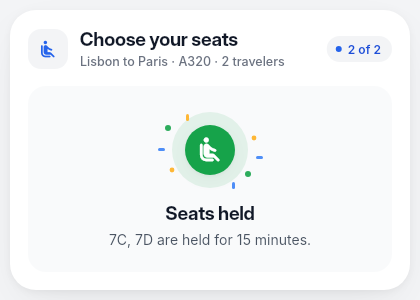 Choose your seats
Lisbon to Paris · A320 · 2 travelers
2 of 2
Seats held
7C, 7D are held for 15 minutes.